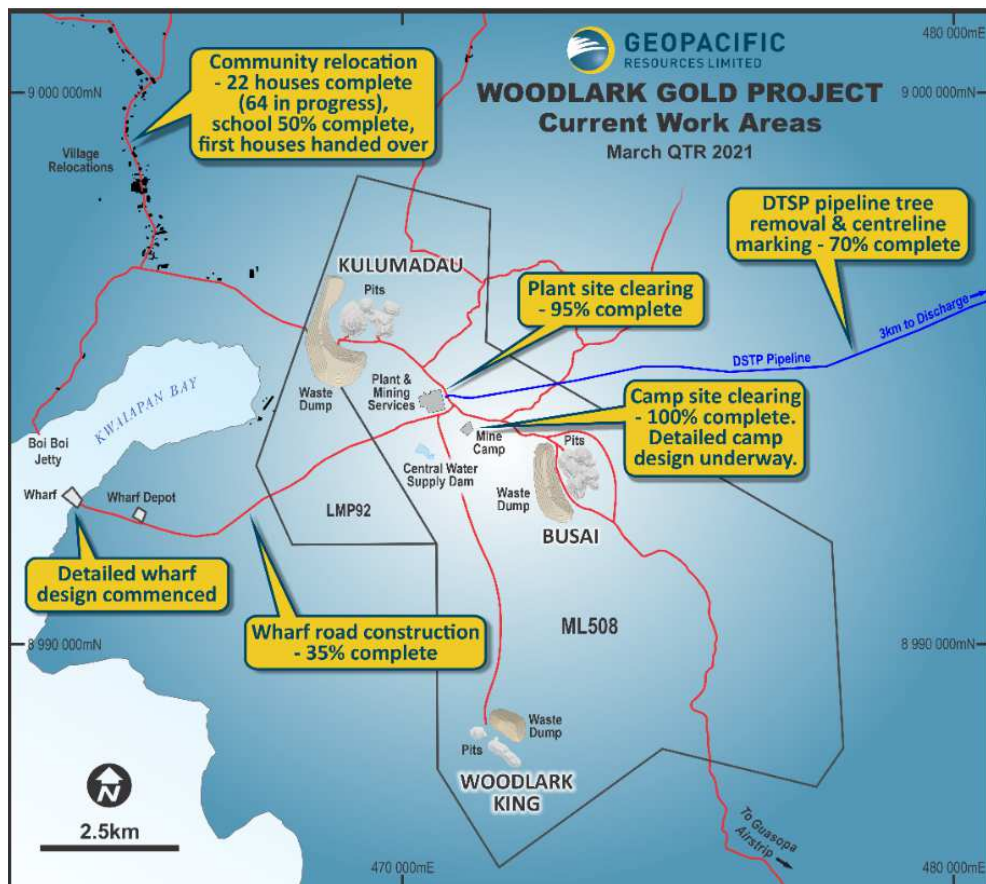 GEOPACIFIC
RESOURCES LIMITED
WOODLARK GOLD PROJECT
Current Work Areas
March QTR 2021
480 000mE
9 000 000mN
9 000 000mN
Community relocation
- 22 houses complete
(64 in progress),
school 50% complete,
first houses handed over
Village
Relocations
DTSP pipeline tree
removal & centreline
marking - 70% complete
KULUMADAU
Pits
Plant site clearing
- 95% complete
3km to Discharge
DSTP Pipeline
Waste
Dump
Plant &
Mining
Services
KWALAPAN BAY
Camp site clearing
- 100% complete.
Detailed camp
design underway.
Boi Boi
Jetty
Mine
Camp
Pits
Central Water
Supply Dam
Waste
Dump
Wharf
Wharf Depot
LMP92
BUSAI
Detailed wharf
design commenced
Wharf road construction
- 35% complete
ML508
8 990 000mN
8 990 000mN
Waste
Dump
Pits
WOODLARK
KING
N
2.5km
To Guasopa
Airstrip
470 000mE
480 000mE